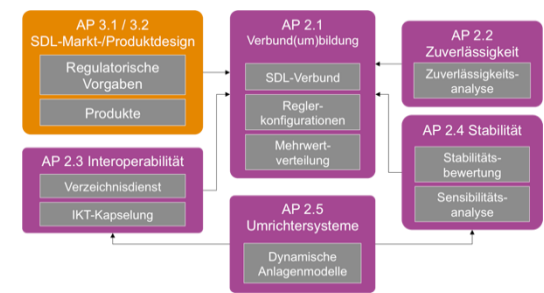 AP 3.1 / 3.2
SDL-Markt-/Produktdesign
Regulatorische
Vorgaben
Produkte
AP 2.1
Verbund(um)bildung
SDL-Verbund
Regler-
konfigurationen
Mehrwert-
verteilung
AP 2.2
Zuverlässigkeit
Zuverlässigkeits-
analyse
AP 2.3 Interoperabilität
Verzeichnisdienst
IKT-Kapselung
AP 2.4 Stabilität
Stabilitäts-
bewertung
Sensibilitäts-
analyse
AP 2.5
Umrichtersysteme
Dynamische
Anlagenmodelle